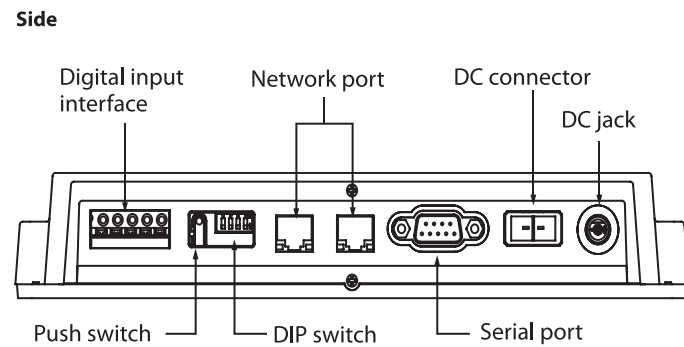 Side
Digital input
interface
Network port
DC connector
DC jack
Push switch
DIP switch
Serial port